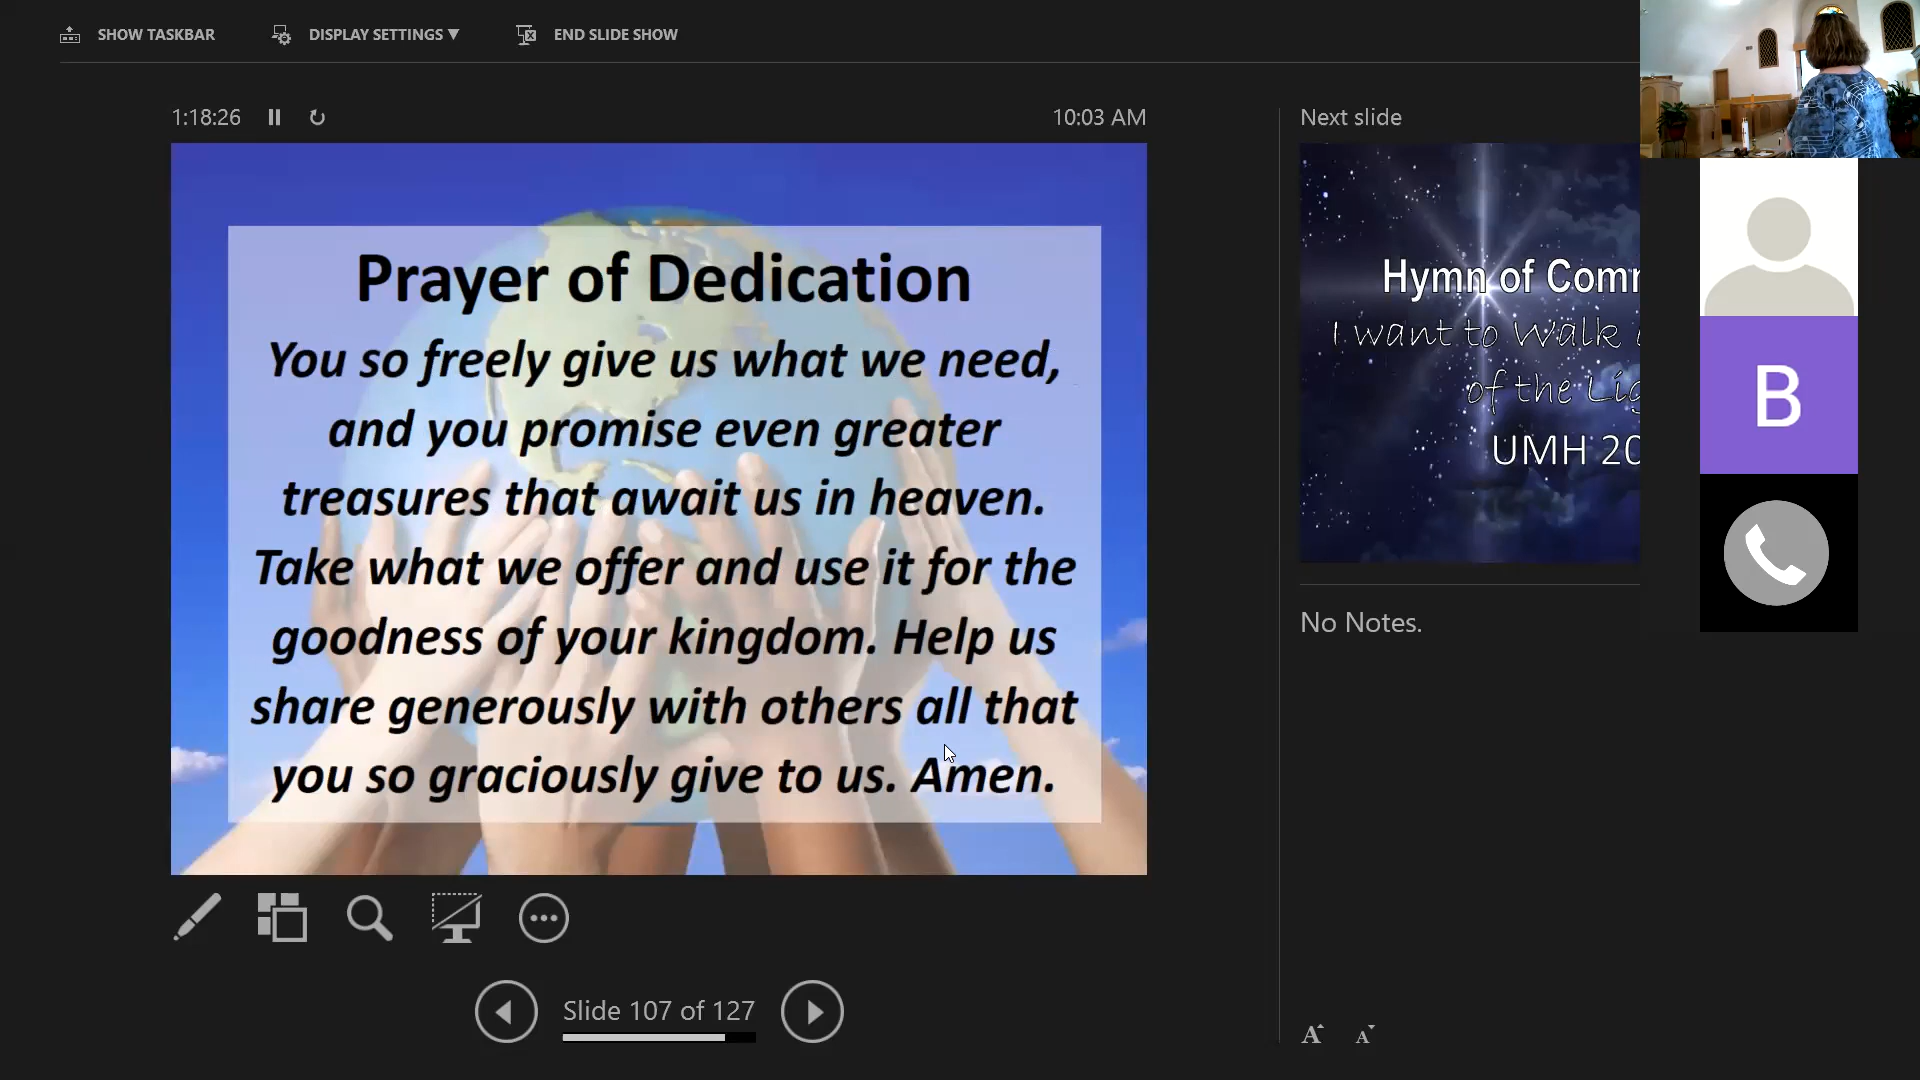 SHOW TASKBAR
DISPLAY SETTINGS ▼
END SLIDE SHOW
1:18:26
10:03 AM
Next slide
Prayer of Dedication
You so freely give us what we need,
and you promise even greater
treasures that await us in heaven.
Take what we offer and use it for the
goodness of your kingdom. Help us
share generously with others all that
you so graciously give to us. Amen.
Hymn of
I want to Walk
of the
UMH
B
No Notes.
Slide 107 of 127
A A